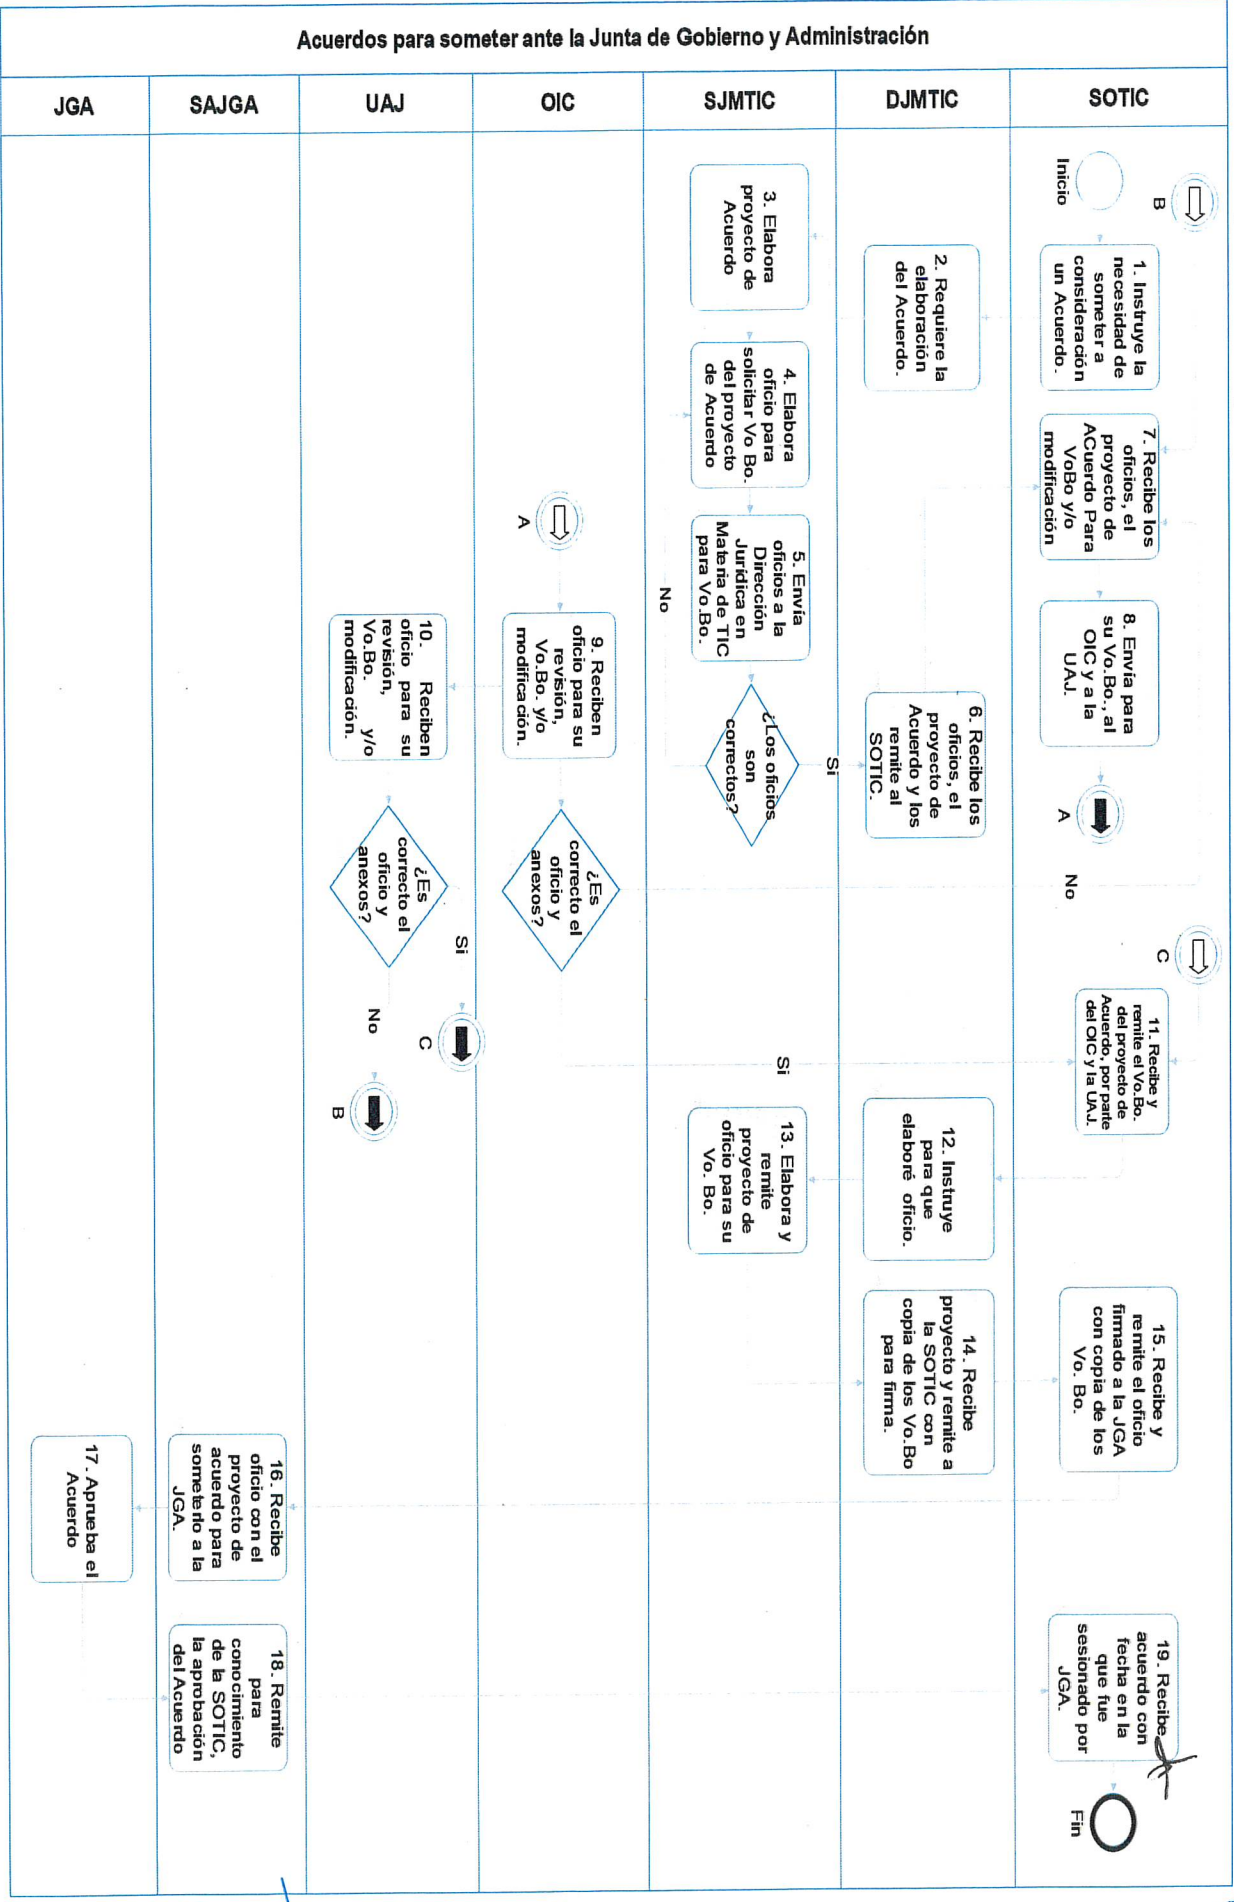 Acuerdos para someter ante la Junta de Gobierno y Administración
SOTIC
DJMTIC
SJMTIC
OIC
UAJ
SAJGA
JGA
B
Inicio
1. Instruye la
necesidad de
someter a
consideración
un Acuerdo.
2. Requiere la
elaboración
del Acuerdo.
3. Elabora
proyecto de
Acuerdo
4. Elabora
oficio para
solicitar Vo Bo.
del proyecto
de Acuerdo
5. Envía
oficios a la
Dirección
Jurídica en
Materia de TIC
para Vo.Bo.
¿Los oficios
son
correctos?
No
Si
6. Recibe los
oficios, el
proyecto de
Acuerdo y los
remite al
SOTIC.
7. Recibe los
oficios, el
proyecto de
ACuerdo Para
VoBo y/o
modificación
8. Envía para
su Vo.Bo., al
OIC y a la
UAJ.
A
A
9. Reciben
oficio para su
revisión,
Vo.Bo. y/o
modificación.
10. Reciben
oficio para su
revisión,
Vo.Bo. y/o
modificación.
¿Es
correcto el
oficio y
anexos?
No
Si
¿Es
correcto el
oficio y
anexos?
Si
C
No
B
C
11. Recibe y
remite el Vo.Bo.
del proyecto de
Acuerdo, por parte
del OIC y la UAJ.
12. Instruye
para que
elaboré oficio.
13. Elabora y
remite
proyecto de
oficio para su
Vo. Bo.
14. Recibe
proyecto y remite a
la SOTIC con
copia de los Vo.Bo
para firma.
15. Recibe y
remite el oficio
firmado a la JGA
con copia de los
Vo. Bo.
16. Recibe
oficio con el
proyecto de
acuerdo para
someterlo a la
JGA.
17. Aprueba el
Acuerdo
18. Remite
para
conocimiento
de la SOTIC,
la aprobación
del Acuerdo
19. Recibe
acuerdo con
fecha en la
que fue
sesionado por
JGA.
Fin